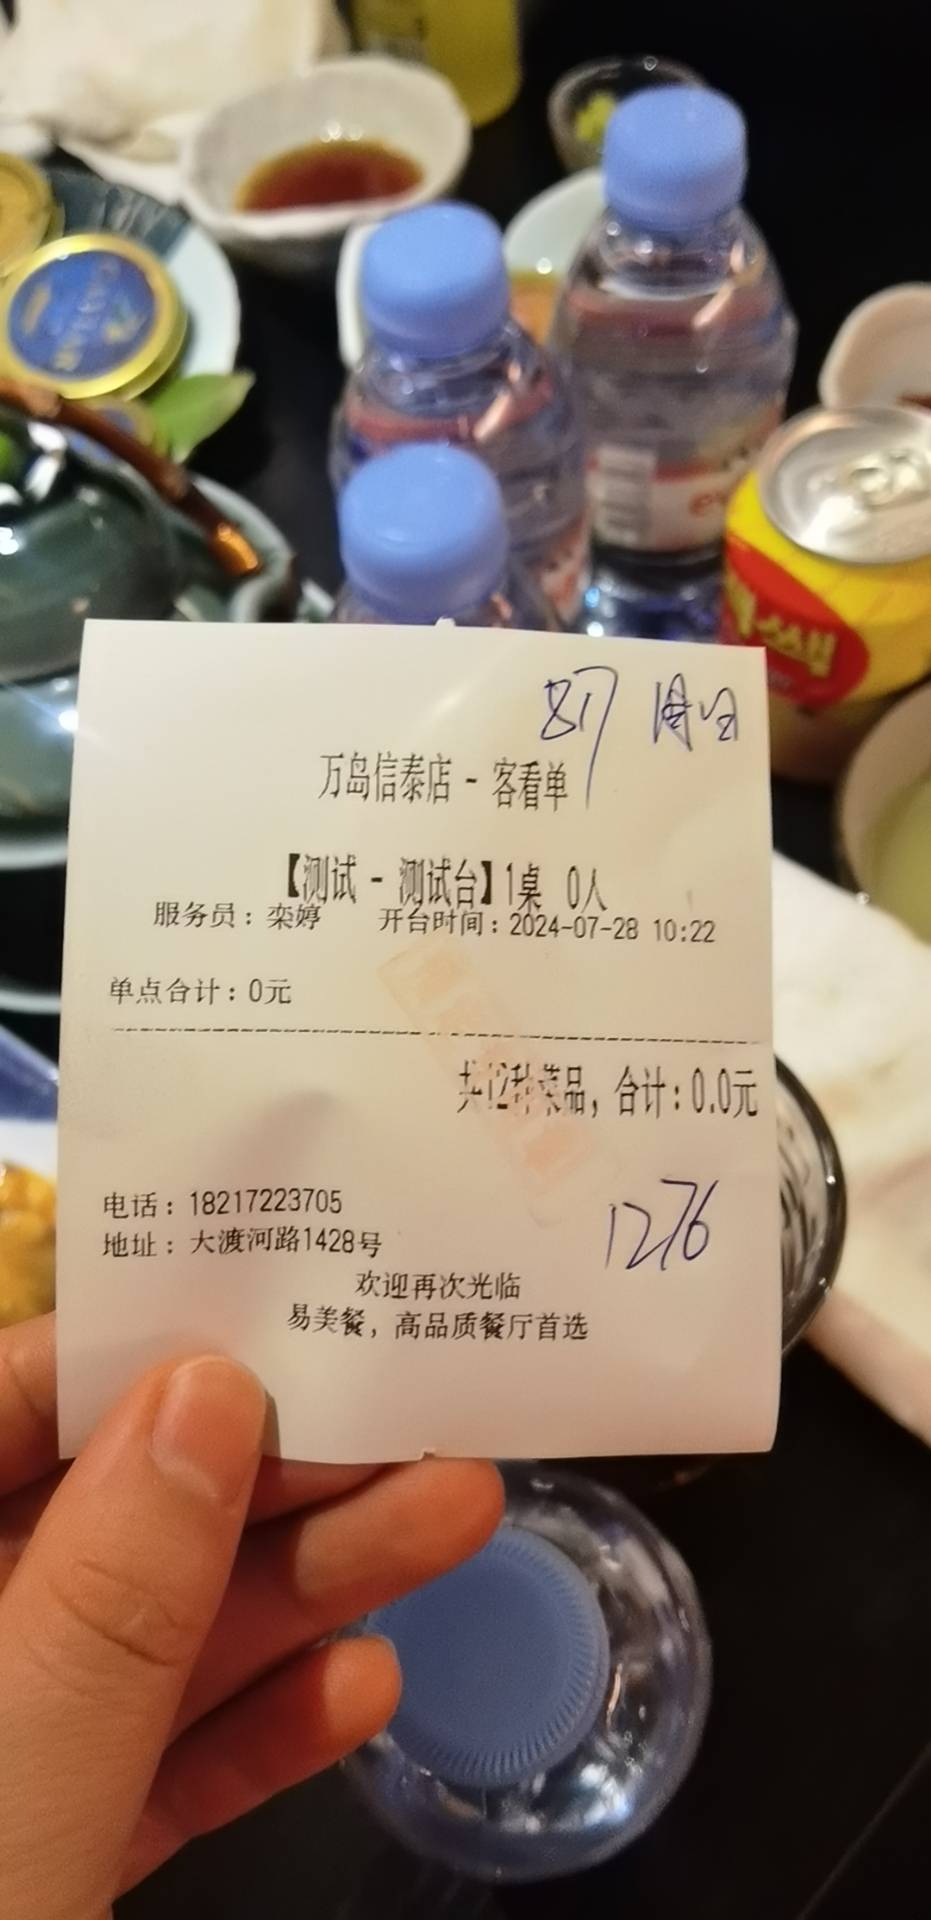 CAVIAR
evian
817 周日
万岛信泰店 - 客看单
【测试 - 测试台】1桌 0人
服务员：栾婷 开台时间：2024-07-28 10:22
单点合计：0元
共12种菜品，合计：0.0元
电话：18217223705
地址：大渡河路1428号
1276
欢迎再次光临
易美餐，高品质餐厅首选